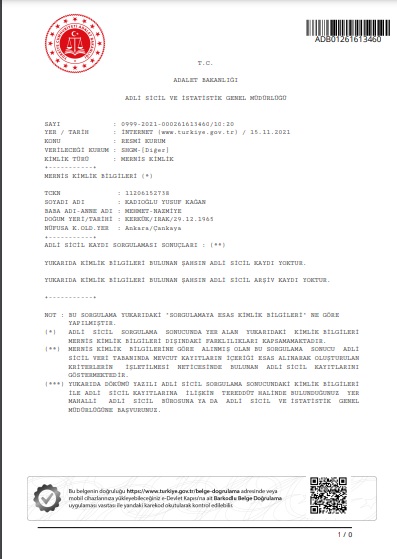 ADB01261613460
T.C.
ADALET BAKANLIĞI
ADLİ SİCİL VE İSTATİSTİK GENEL MÜDÜRLÜĞÜ
SAYI : 0999-2021-000261613460/10:20
YER / TARİH : INTERNET (www.turkiye.gov.tr) / 15.11.2021
KONU : RESMİ KURUM
VERİLECEĞİ KURUM : SHGM-[Diğer]
KİMLİK TÜRÜ : MERNİS KİMLİK
+-----------+
MERNİS KİMLİK BİLGİLERİ (*)
TCKN : 11206152738
SOYADI ADI : KADIOĞLU YUSUF KAĞAN
BABA ADI-ANNE ADI : MEHMET-NAZMİYE
DOĞUM YERİ/TARİHİ : KERKÜK/IRAK/29.12.1965
NÜFUSA K.OLD.YER : Ankara/Çankaya
+-----------+
ADLİ SİCİL KAYDI SORGULAMASI SONUÇLARI : (**)
YUKARIDA KİMLİK BİLGİLERİ BULUNAN ŞAHSIN ADLİ SİCİL KAYDI YOKTUR.
YUKARIDA KİMLİK BİLGİLERİ BULUNAN ŞAHSIN ADLİ SİCİL ARŞİV KAYDI YOKTUR.
+-----------+
NOT : BU SORGULAMA YUKARIDAKİ 'SORGULAMAYA ESAS KİMLİK BİLGİLERİ' NE GÖRE
YAPILMIŞTIR.
(*) ADLİ SİCİL SORGULAMA SONUCUNDA YER ALAN YUKARIDAKİ KİMLİK BİLGİLERİ
MERNİS KİMLİK BİLGİLERİ DIŞINDAKİ FARKLILIKLARI KAPSAMAMAKTADIR.
(**) MERNİS KİMLİK BİLGİLERİNE GÖRE ALINMIŞ OLAN BU SORGULAMA SONUCU ADLİ
SİCİL VERİ TABANINDA MEVCUT KAYITLARIN İÇERİĞİ ESAS ALINARAK OLUŞTURULAN
KRİTERLERİN İŞLETİLMESİ NETİCESİNDE BULUNAN ADLİ SİCİL KAYITLARINI
GÖSTERMEKTEDİR.
(***) YUKARIDA DÖKÜMÜ YAZILI ADLİ SİCİL SORGULAMA SONUCUNDAKİ KİMLİK BİLGİLERİ
İLE ADLİ SİCİL KAYITLARINA İLİŞKİN TEREDDÜT HALİNDE BULUNDUĞUNUZ YER
MAHALLİ ADLİ SİCİL BÜROSUNA YA DA ADLİ SİCİL VE İSTATİSTİK GENEL
MÜDÜRLÜĞÜNE BAŞVURUNUZ.
Bu belgenin doğruluğu https://www.turkiye.gov.tr/belge-dogrulama adresinde veya
mobil cihazlarınıza yükleyebileceğiniz e-Devlet Kapısı'na ait Barkodlu Belge Doğrulama
uygulaması vasıtası ile yandaki karekod okutularak kontrol edilebilir.
1 / 0